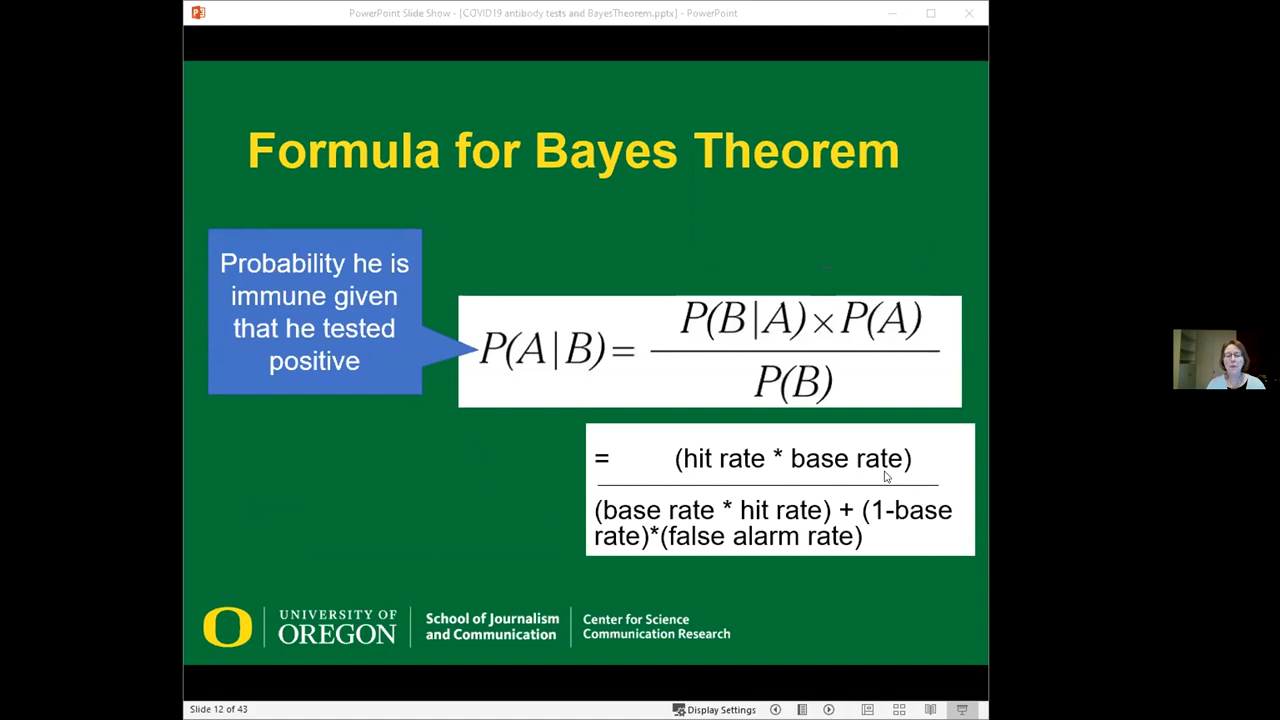 PowerPoint Slide Show - [COVID19 antibody tests and BayesTheorem.pptx] - PowerPoint
Formula for Bayes Theorem
Probability he is
immune given
that he tested
positive
P(A|B)=
P(B|A)×P(A)
P(B)
= (hit rate * base rate)
(base rate * hit rate) + (1-base
rate)*(false alarm rate)
O
UNIVERSITY OF
OREGON
School of Journalism
and Communication
Center for Science
Communication Research
Slide 12 of 43
Display Settings